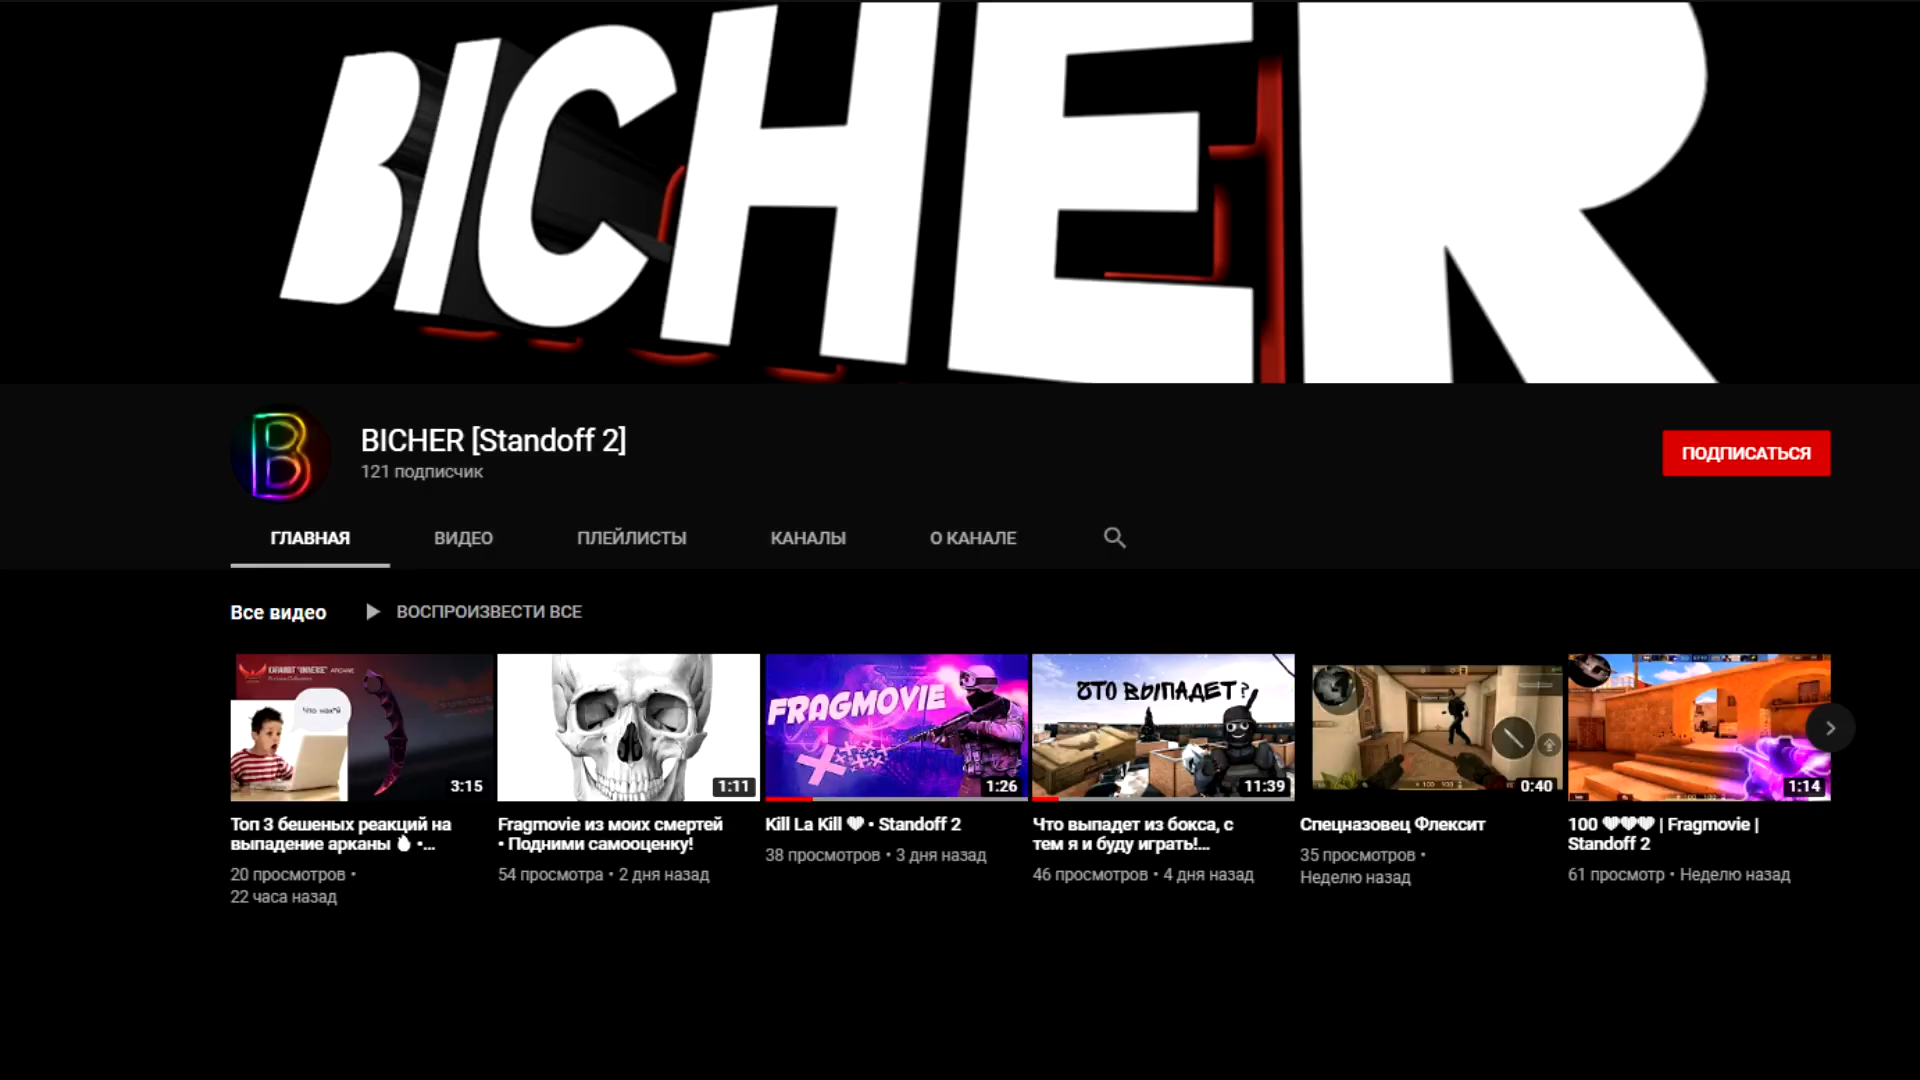 BICHER
BICHER [Standoff 2]
121 подписчик
ПОДПИСАТЬСЯ
ГЛАВНАЯ
ВИДЕО
ПЛЕЙЛИСТЫ
КАНАЛЫ
О КАНАЛЕ
Все видео
ВОСПРОИЗВЕСТИ ВСЕ
ARCANE
3:15
Топ 3 бешеных реакций на
выпадение арканы 🔥 •...
20 просмотров •
22 часа назад
1:11
Fragmovie из моих смертей
• Подними самооценку!
54 просмотра • 2 дня назад
FRAGMOVIE
1:26
Kill La Kill 🖤 • Standoff 2
38 просмотров • 3 дня назад
ЧТО ВЫПАДЕТ?
11:39
Что выпадет из бокса, с
тем я и буду играть!...
46 просмотров • 4 дня назад
0:40
Спецназовец Флексит
35 просмотров •
Неделю назад
1:14
100 🖤🖤🖤 | Fragmovie |
Standoff 2
61 просмотр • Неделю назад